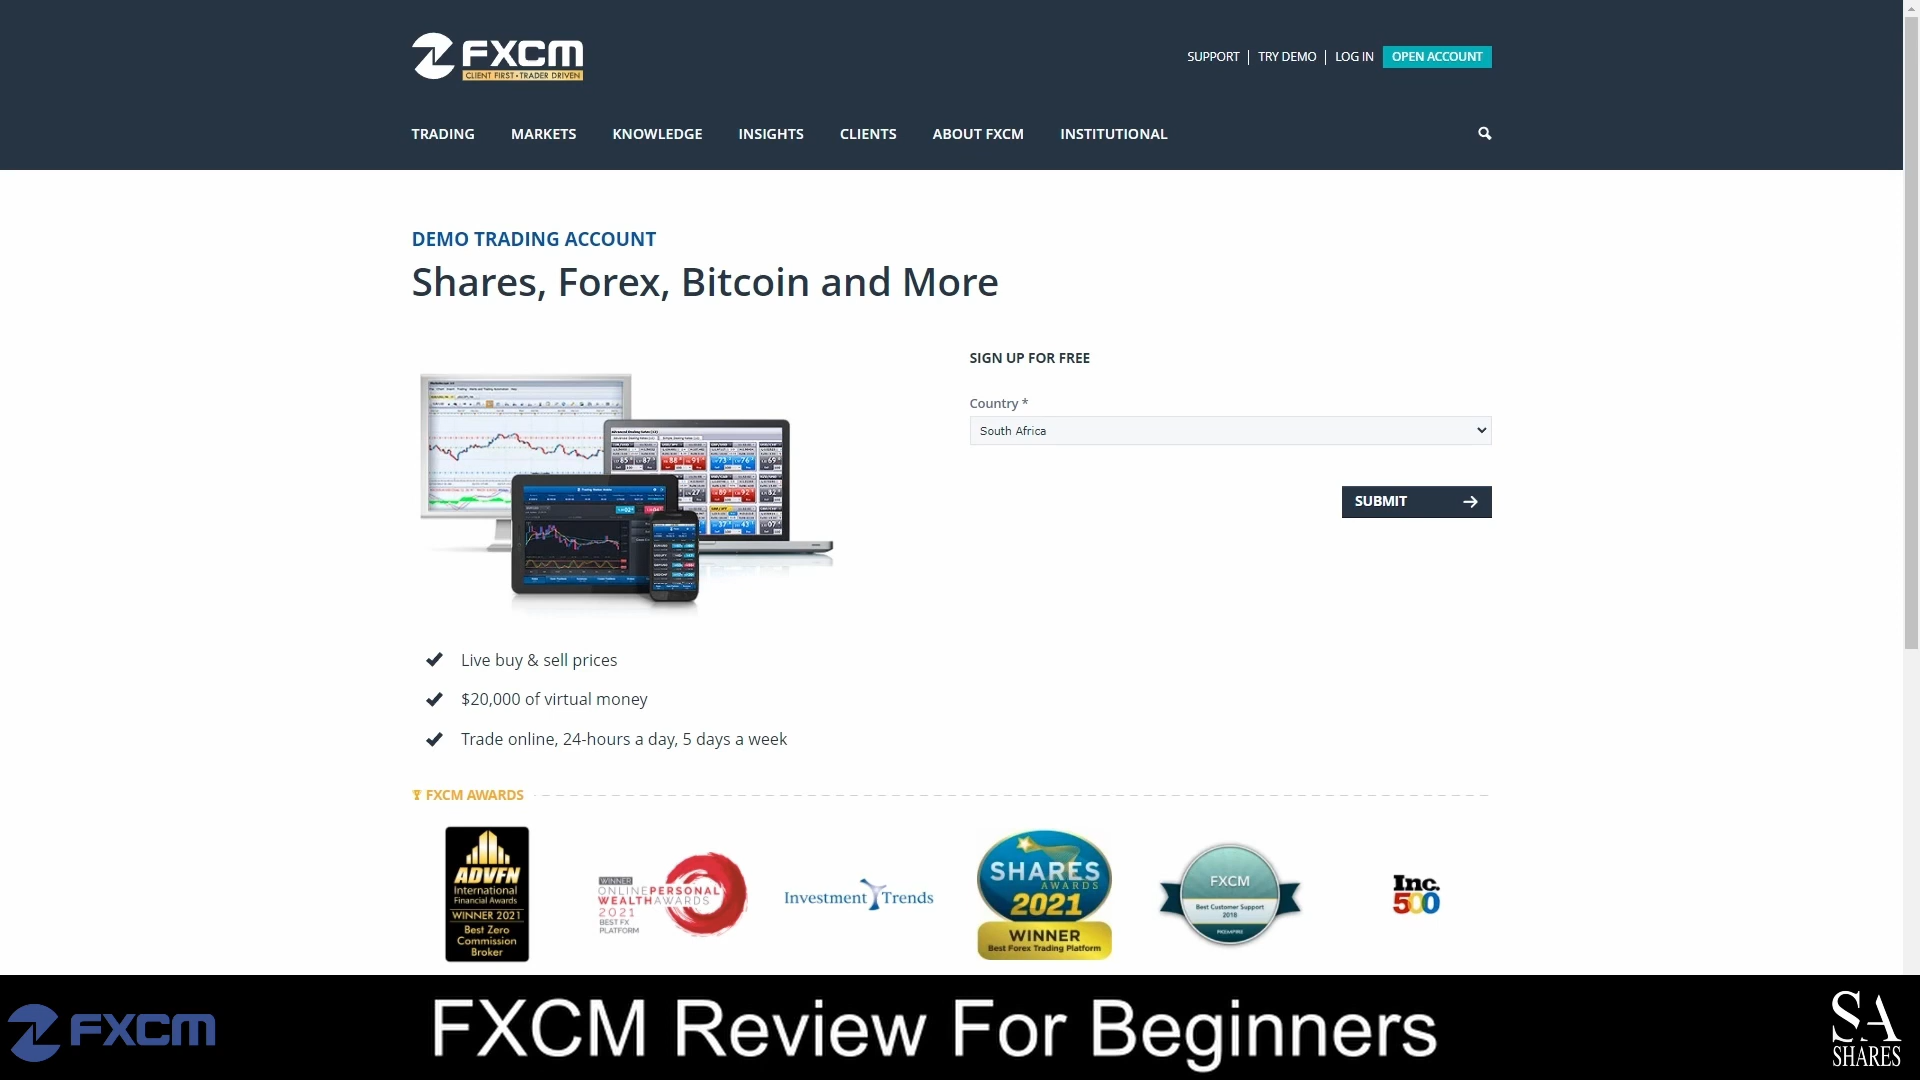 FXCM
CLIENT FIRST • TRADER DRIVEN
SUPPORT
TRY DEMO
LOG IN
OPEN ACCOUNT
TRADING
MARKETS
KNOWLEDGE
INSIGHTS
CLIENTS
ABOUT FXCM
INSTITUTIONAL
DEMO TRADING ACCOUNT
Shares, Forex, Bitcoin and More
SIGN UP FOR FREE
Country *
South Africa
SUBMIT
Live buy & sell prices
$20,000 of virtual money
Trade online, 24-hours a day, 5 days a week
FXCM AWARDS
ADVFN
International
Financial Awards
WINNER 2021
Best Zero
Commission
Broker
WINNER
ONLINE PERSONAL
WEALTH AWARDS
2021
BEST FX
PLATFORM
Investment Trends
SHARES
AWARDS
2021
WINNER
Best Forex Trading Platform
FXCM
Best Customer Support
2018
Inc.
500
FXCM
FXCM Review For Beginners
SA
SHARES